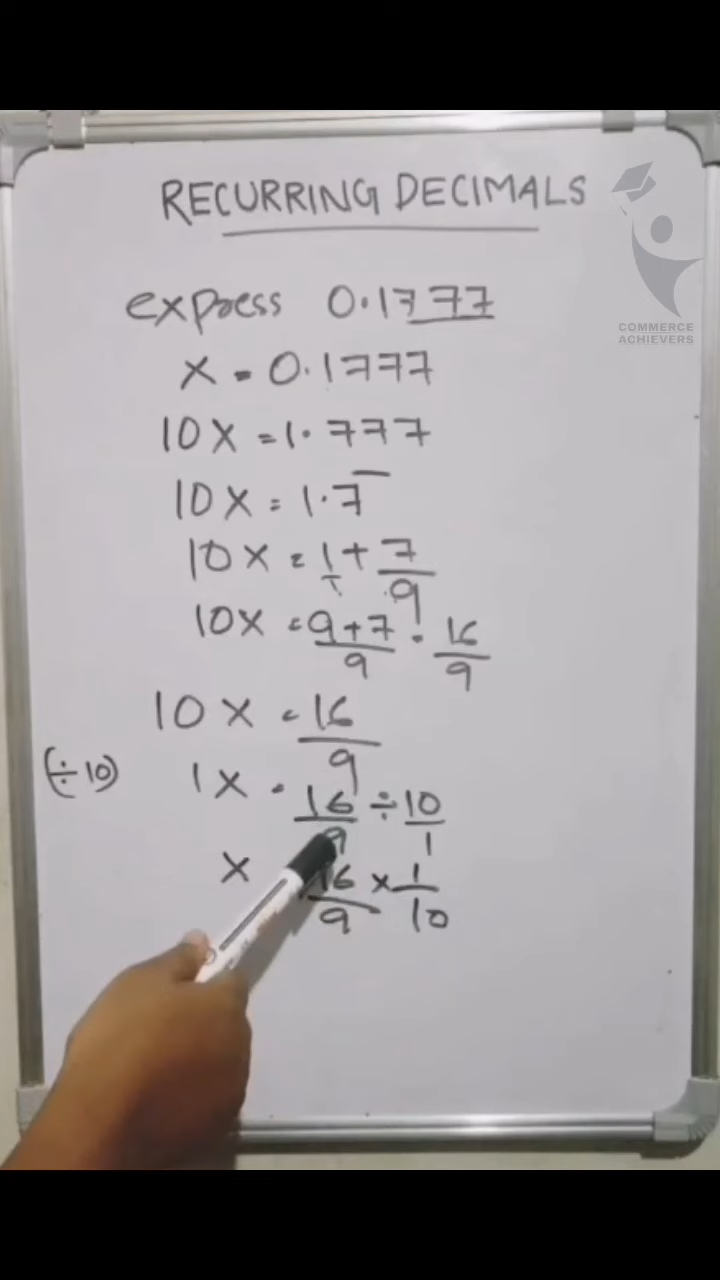 RECURRING DECIMALS
COMMERCE
ACHIEVERS
express 0.1777
x = 0.1777
10x = 1.777
10x = 1.7̅
10x = 1/1 + 7/9
10x = 9+7/9 = 16/9
10x = 16/9
(÷10) 1x = 16/9 ÷ 10/1
x 16/9 × 1/10